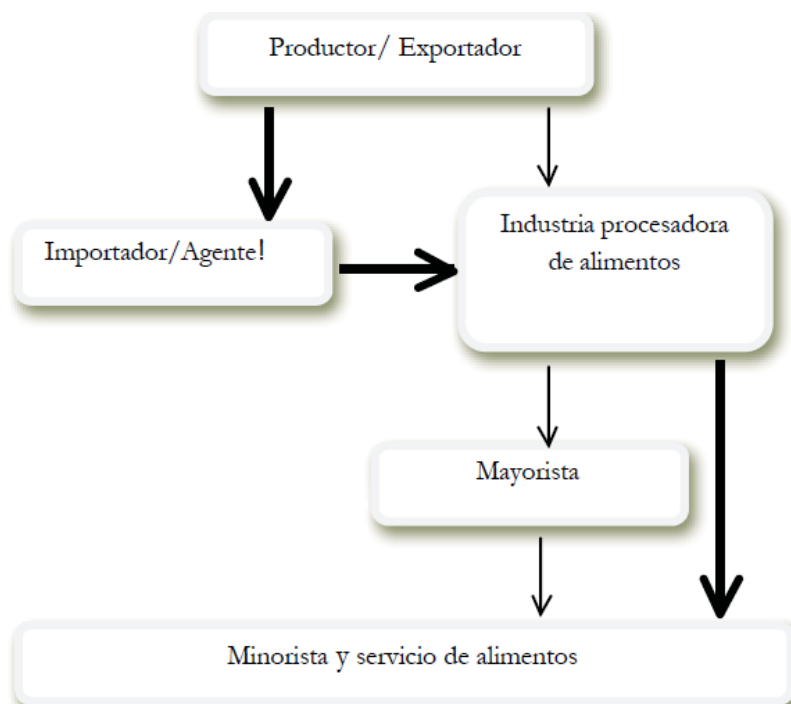 Productor/ Exportador
Importador/Agente!
Industria procesadora
de alimentos
Mayorista
Minorista y servicio de alimentos